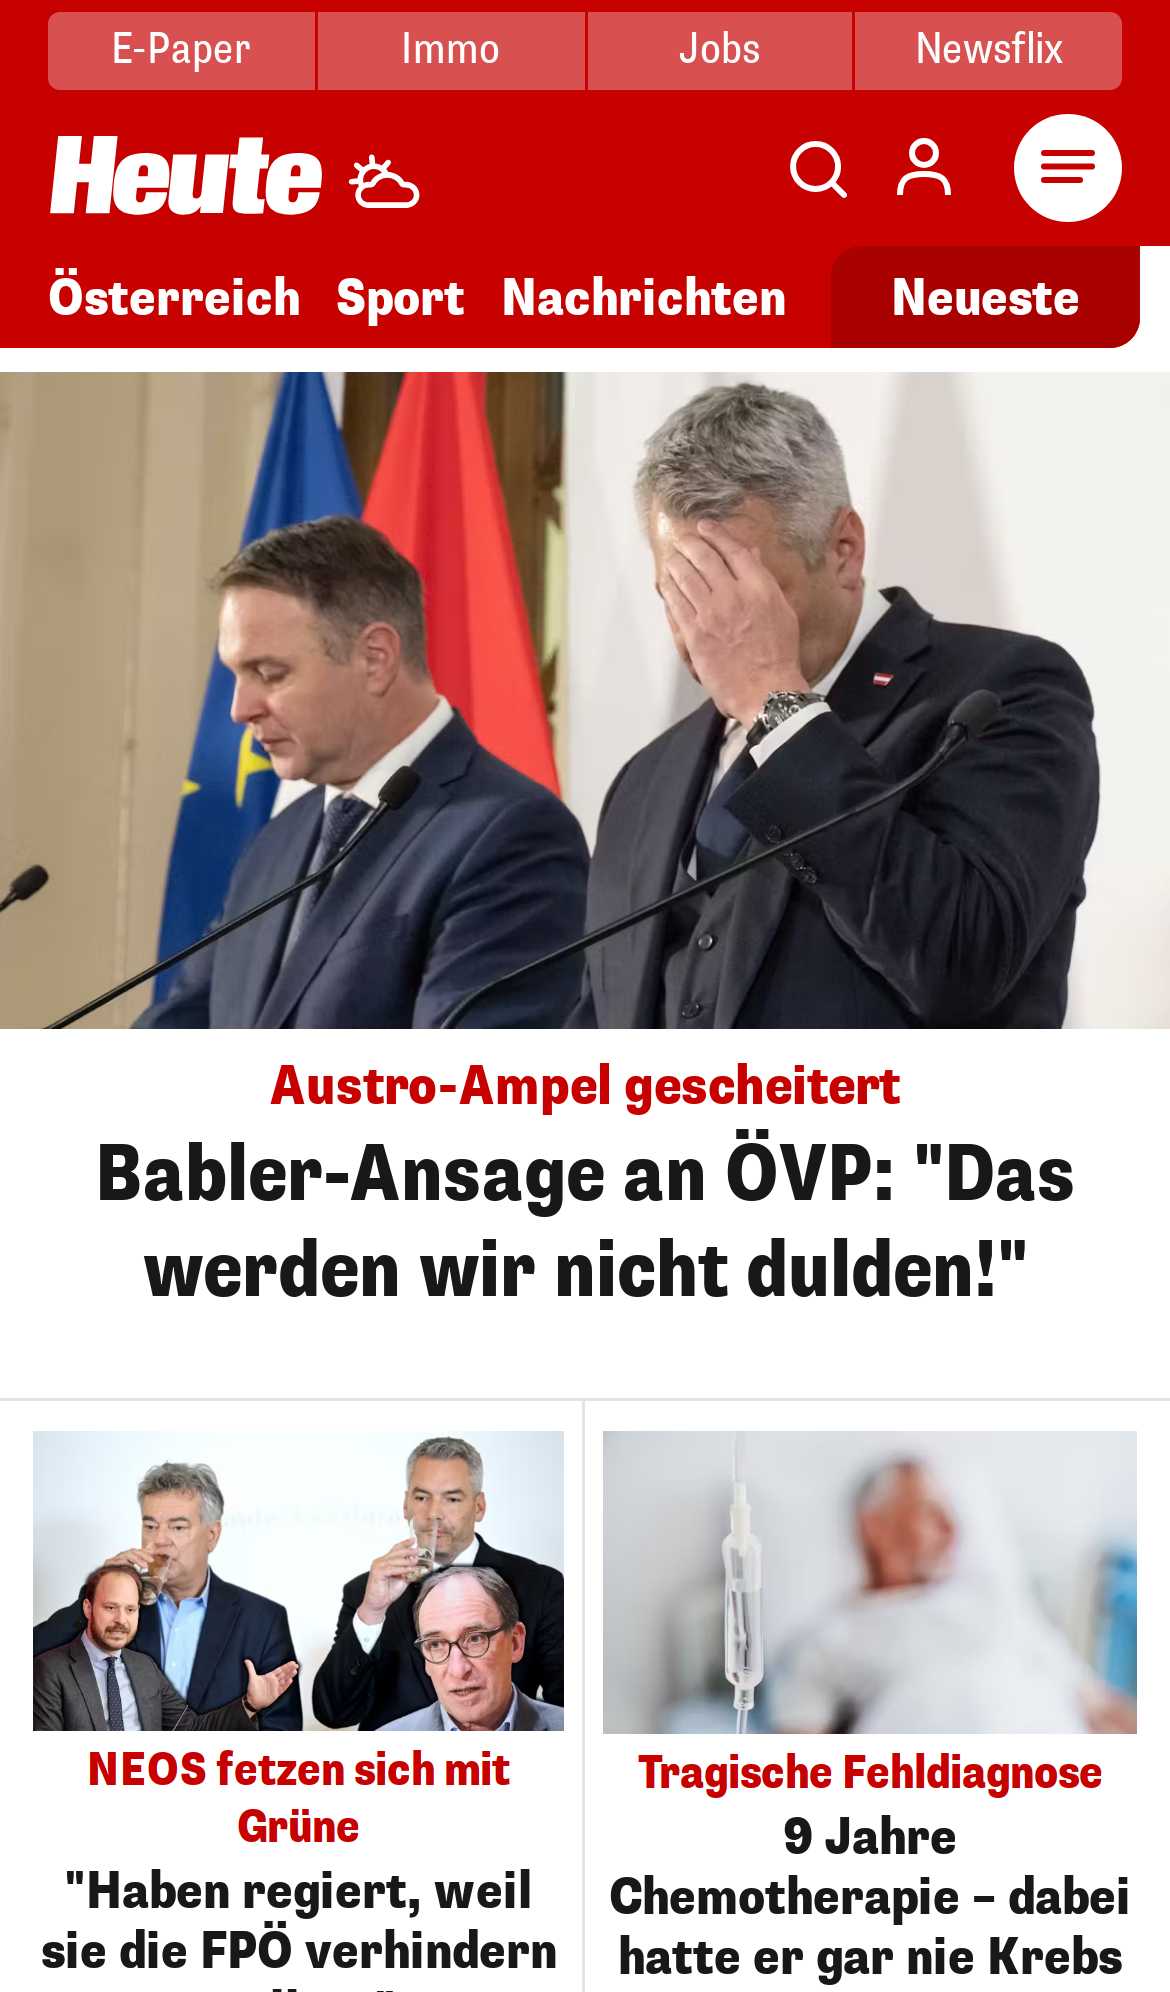 E-Paper
Immo
Jobs
Newsflix
Heute
Österreich
Sport
Nachrichten
Neueste
Austro-Ampel gescheitert
Babler-Ansage an ÖVP: "Das
werden wir nicht dulden!"
NEOS fetzen sich mit
Grüne
"Haben regiert, weil
sie die FPÖ verhindern
Tragische Fehldiagnose
9 Jahre
Chemotherapie – dabei
hatte er gar nie Krebs